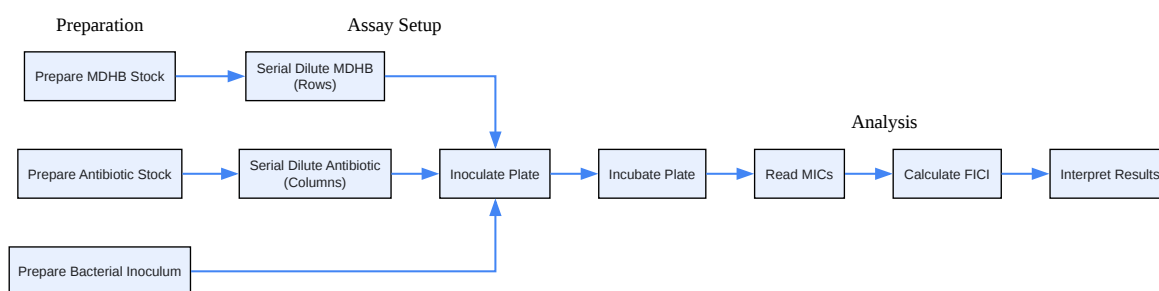 Preparation
Assay Setup
Prepare MDHB Stock
Serial Dilute MDHB
(Rows)
Analysis
Prepare Antibiotic Stock
Serial Dilute Antibiotic
(Columns)
Inoculate Plate
Incubate Plate
Read MICs
Calculate FICI
Interpret Results
Prepare Bacterial Inoculum